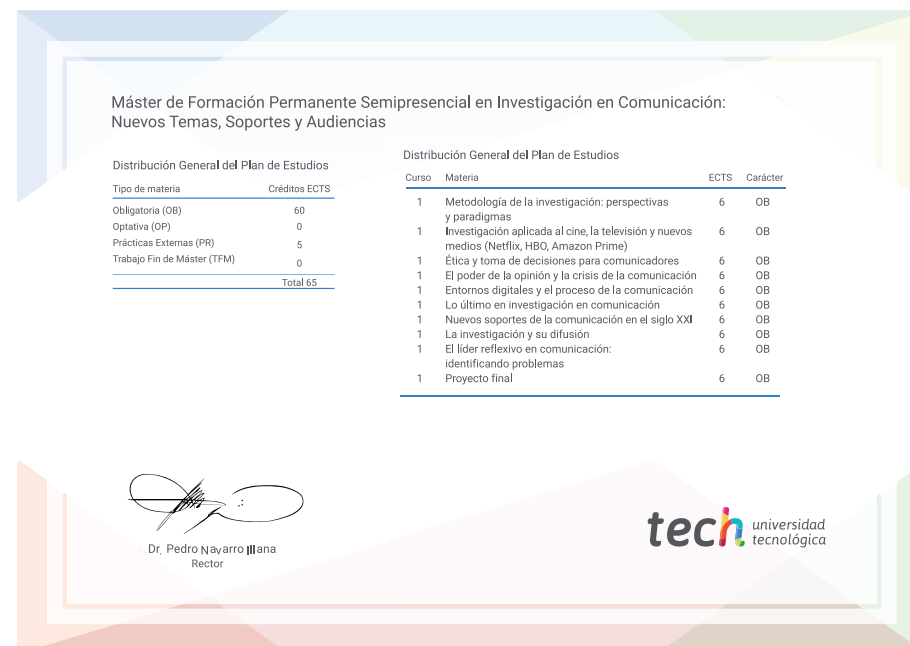 Máster de Formación Permanente Semipresencial en Investigación en Comunicación:
Nuevos Temas, Soportes y Audiencias
Distribución General del Plan de Estudios
Tipo de materia Créditos ECTS
Obligatoria (OB) 60
Optativa (OP) 0
Prácticas Externas (PR) 5
Trabajo Fin de Máster (TFM) 0
Total 65
Distribución General del Plan de Estudios
Curso Materia ECTS Carácter
1 Metodología de la investigación: perspectivas 6 OB
y paradigmas
1 Investigación aplicada al cine, la televisión y nuevos 6 OB
medios (Netflix, HBO, Amazon Prime)
1 Ética y toma de decisiones para comunicadores 6 OB
1 El poder de la opinión y la crisis de la comunicación 6 OB
1 Entornos digitales y el proceso de la comunicación 6 OB
1 Lo último en investigación en comunicación 6 OB
1 Nuevos soportes de la comunicación en el siglo XXI 6 OB
1 La investigación y su difusión 6 OB
1 El líder reflexivo en comunicación: 6 OB
identificando problemas
1 Proyecto final 6 OB
Dr. Pedro Navarro Illana
Rector
tech universidad
tecnológica